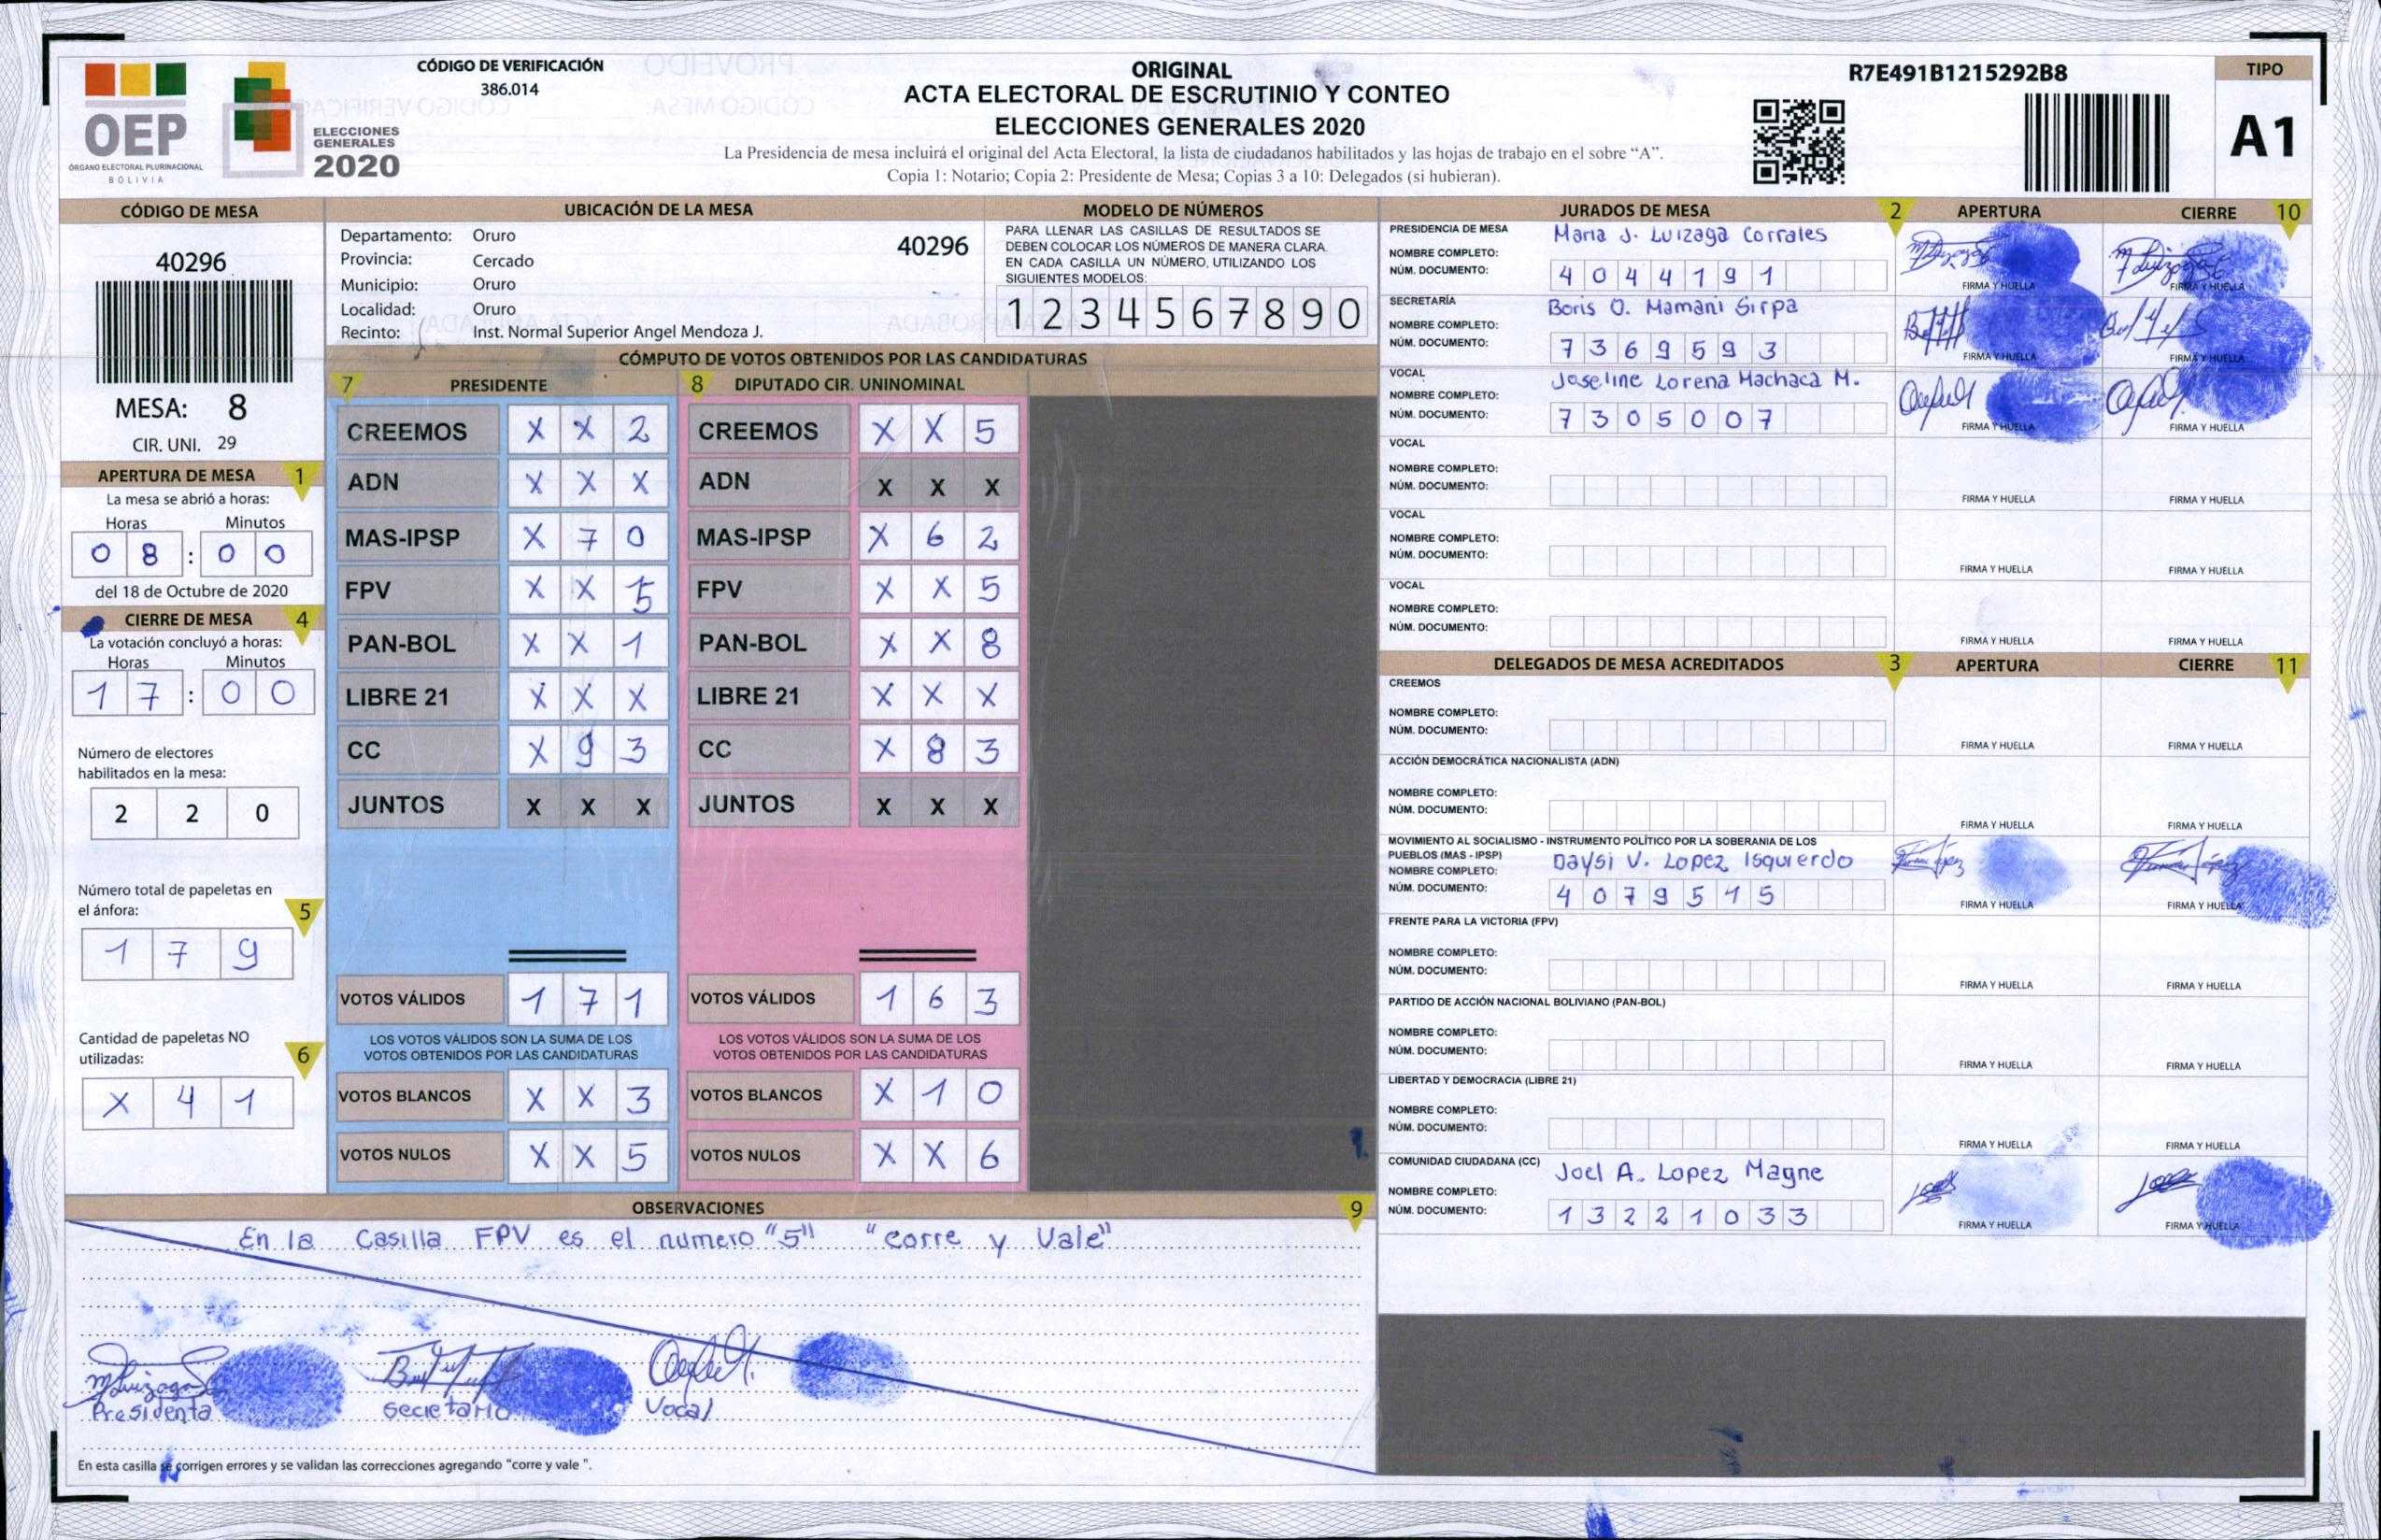 OEP
ÓRGANO ELECTORAL PLURINACIONAL
BOLIVIA
ELECCIONES
GENERALES
2020
CÓDIGO DE VERIFICACIÓN
386.014
ORIGINAL
ACTA ELECTORAL DE ESCRUTINIO Y CONTEO
ELECCIONES GENERALES 2020
La Presidencia de mesa incluirá el original del Acta Electoral, la lista de ciudadanos habilitados y las hojas de trabajo en el sobre “A”.
Copia 1: Notario; Copia 2: Presidente de Mesa; Copias 3 a 10: Delegados (si hubieran).
R7E491B1215292B8
TIPO
A1
CÓDIGO DE MESA
40296
MESA: 8
CIR. UNI. 29
APERTURA DE MESA 1
La mesa se abrió a horas:
Horas Minutos
0 8 : 0 0
del 18 de Octubre de 2020
CIERRE DE MESA 4
La votación concluyó a horas:
Horas Minutos
1 7 : 0 0
Número de electores
habilitados en la mesa:
2 2 0
Número total de papeletas en
el ánfora: 5
1 7 9
Cantidad de papeletas NO
utilizadas: 6
X 4 1
UBICACIÓN DE LA MESA
Departamento: Oruro
Provincia: Cercado
Municipio: Oruro
Localidad: Oruro
Recinto: Inst. Normal Superior Angel Mendoza J.
40296
MODELO DE NÚMEROS
PARA LLENAR LAS CASILLAS DE RESULTADOS SE
DEBEN COLOCAR LOS NÚMEROS DE MANERA CLARA.
EN CADA CASILLA UN NÚMERO, UTILIZANDO LOS
SIGUIENTES MODELOS:
1 2 3 4 5 6 7 8 9 0
CÓMPUTO DE VOTOS OBTENIDOS POR LAS CANDIDATURAS
7 PRESIDENTE 8 DIPUTADO CIR. UNINOMINAL
CREEMOS X X 2 CREEMOS X X 5
ADN X X X ADN X X X
MAS-IPSP X 7 0 MAS-IPSP X 6 2
FPV X X 5 FPV X X 5
PAN-BOL X X 1 PAN-BOL X X 8
LIBRE 21 X X X LIBRE 21 X X X
CC X 9 3 CC X 8 3
JUNTOS X X X JUNTOS X X X
VOTOS VÁLIDOS 1 7 1 VOTOS VÁLIDOS 1 6 3
LOS VOTOS VÁLIDOS SON LA SUMA DE LOS LOS VOTOS VÁLIDOS SON LA SUMA DE LOS
VOTOS OBTENIDOS POR LAS CANDIDATURAS VOTOS OBTENIDOS POR LAS CANDIDATURAS
VOTOS BLANCOS X X 3 VOTOS BLANCOS X 1 0
VOTOS NULOS X X 5 VOTOS NULOS X X 6
OBSERVACIONES 9
En la Casilla FPV es el numero "5" "corre y Vale"
Presidenta Secretario Vocal
En esta casilla se corrigen errores y se validan las correcciones agregando "corre y vale ".
JURADOS DE MESA 2 APERTURA CIERRE 10
PRESIDENCIA DE MESA
NOMBRE COMPLETO: Maria J. Luizaga Corrales
NÚM. DOCUMENTO: 4 0 4 4 1 9 1
FIRMA Y HUELLA FIRMA Y HUELLA
SECRETARÍA
NOMBRE COMPLETO: Boris O. Mamani Sirpa
NÚM. DOCUMENTO: 7 3 6 9 5 9 3
FIRMA Y HUELLA FIRMA Y HUELLA
VOCAL
NOMBRE COMPLETO: Joseline Lorena Machaca M.
NÚM. DOCUMENTO: 7 3 0 5 0 0 7
FIRMA Y HUELLA FIRMA Y HUELLA
VOCAL
NOMBRE COMPLETO:
NÚM. DOCUMENTO:
FIRMA Y HUELLA FIRMA Y HUELLA
VOCAL
NOMBRE COMPLETO:
NÚM. DOCUMENTO:
FIRMA Y HUELLA FIRMA Y HUELLA
VOCAL
NOMBRE COMPLETO:
NÚM. DOCUMENTO:
FIRMA Y HUELLA FIRMA Y HUELLA
DELEGADOS DE MESA ACREDITADOS 3 APERTURA CIERRE 11
CREEMOS
NOMBRE COMPLETO:
NÚM. DOCUMENTO:
FIRMA Y HUELLA FIRMA Y HUELLA
ACCIÓN DEMOCRÁTICA NACIONALISTA (ADN)
NOMBRE COMPLETO:
NÚM. DOCUMENTO:
FIRMA Y HUELLA FIRMA Y HUELLA
MOVIMIENTO AL SOCIALISMO - INSTRUMENTO POLÍTICO POR LA SOBERANIA DE LOS
PUEBLOS (MAS - IPSP)
NOMBRE COMPLETO: Daysi V. Lopez Isquierdo
NÚM. DOCUMENTO: 4 0 7 9 5 1 5
FIRMA Y HUELLA FIRMA Y HUELLA
FRENTE PARA LA VICTORIA (FPV)
NOMBRE COMPLETO:
NÚM. DOCUMENTO:
FIRMA Y HUELLA FIRMA Y HUELLA
PARTIDO DE ACCIÓN NACIONAL BOLIVIANO (PAN-BOL)
NOMBRE COMPLETO:
NÚM. DOCUMENTO:
FIRMA Y HUELLA FIRMA Y HUELLA
LIBERTAD Y DEMOCRACIA (LIBRE 21)
NOMBRE COMPLETO:
NÚM. DOCUMENTO:
FIRMA Y HUELLA FIRMA Y HUELLA
COMUNIDAD CIUDADANA (CC)
NOMBRE COMPLETO: Joel A. Lopez Magne
NÚM. DOCUMENTO: 1 3 2 2 1 0 3 3
FIRMA Y HUELLA FIRMA Y HUELLA